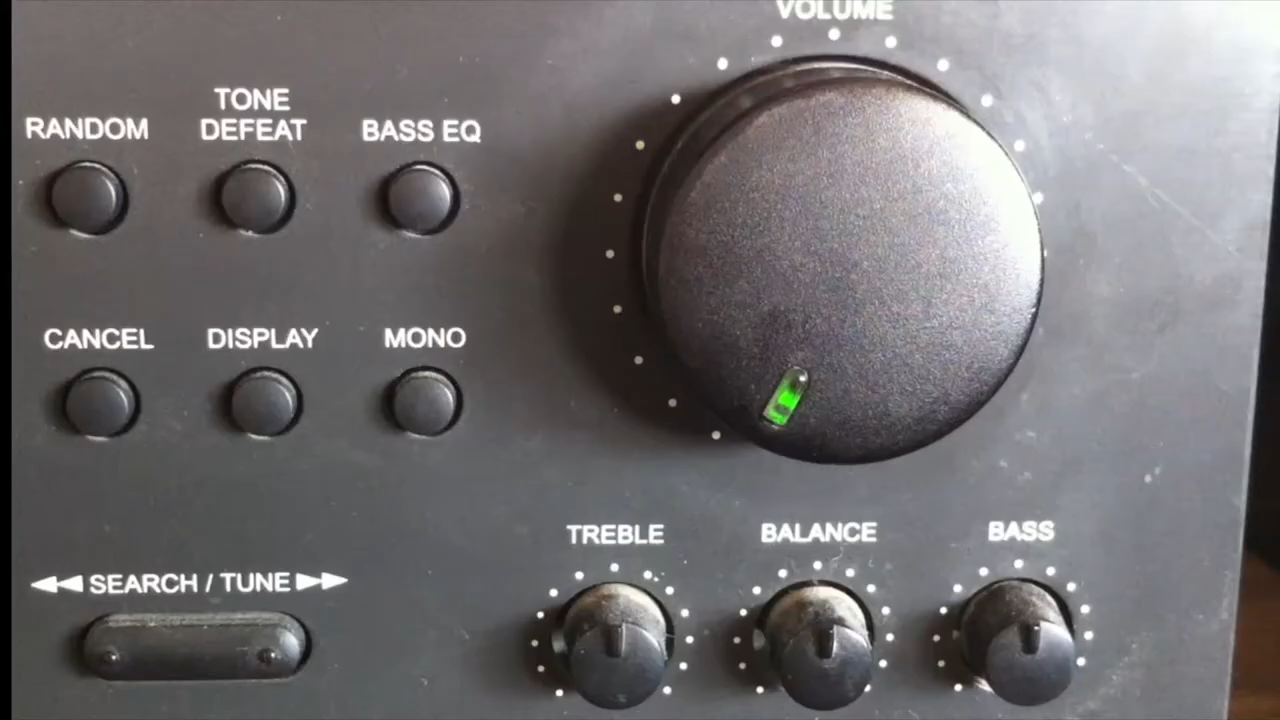 VOLUME
TONE
RANDOM DEFEAT BASS EQ
CANCEL DISPLAY MONO
TREBLE BALANCE BASS
SEARCH / TUNE